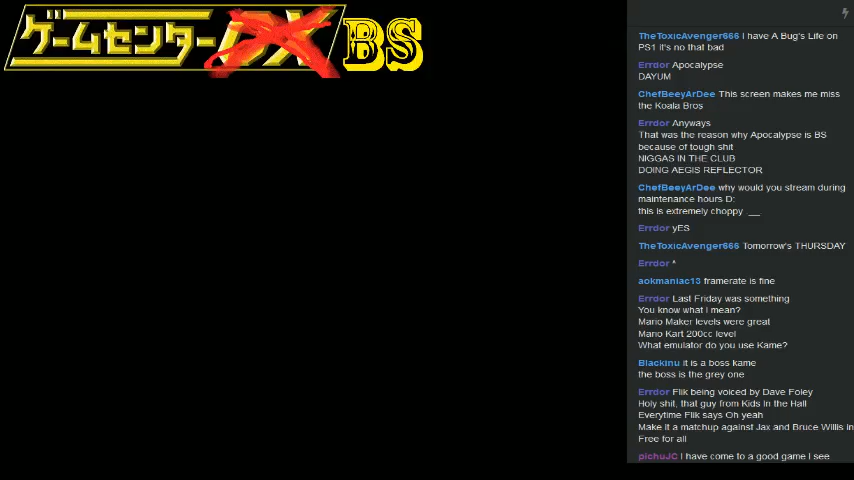 ゲームセンターDX BS
TheToxicAvenger666 I have A Bug's Life on
PS1 it's no that bad
Errdor Apocalypse
DAYUM
ChefBeeyArDee This screen makes me miss
the Koala Bros
Errdor Anyways
That was the reason why Apocalypse is BS
because of tough shit
NIGGAS IN THE CLUB
DOING AEGIS REFLECTOR
ChefBeeyArDee why would you stream during
maintenance hours D:
this is extremely choppy __
Errdor yES
TheToxicAvenger666 Tomorrow's THURSDAY
Errdor ^
aokmaniac13 framerate is fine
Errdor Last Friday was something
You know what I mean?
Mario Maker levels were great
Mario Kart 200cc level
What emulator do you use Kame?
Blackinu it is a boss kame
the boss is the grey one
Errdor Flik being voiced by Dave Foley
Holy shit, that guy from Kids In the Hall
Everytime Flik says Oh yeah
Make it a matchup against Jax and Bruce Willis in
Free for all
pichuJC I have come to a good game I see